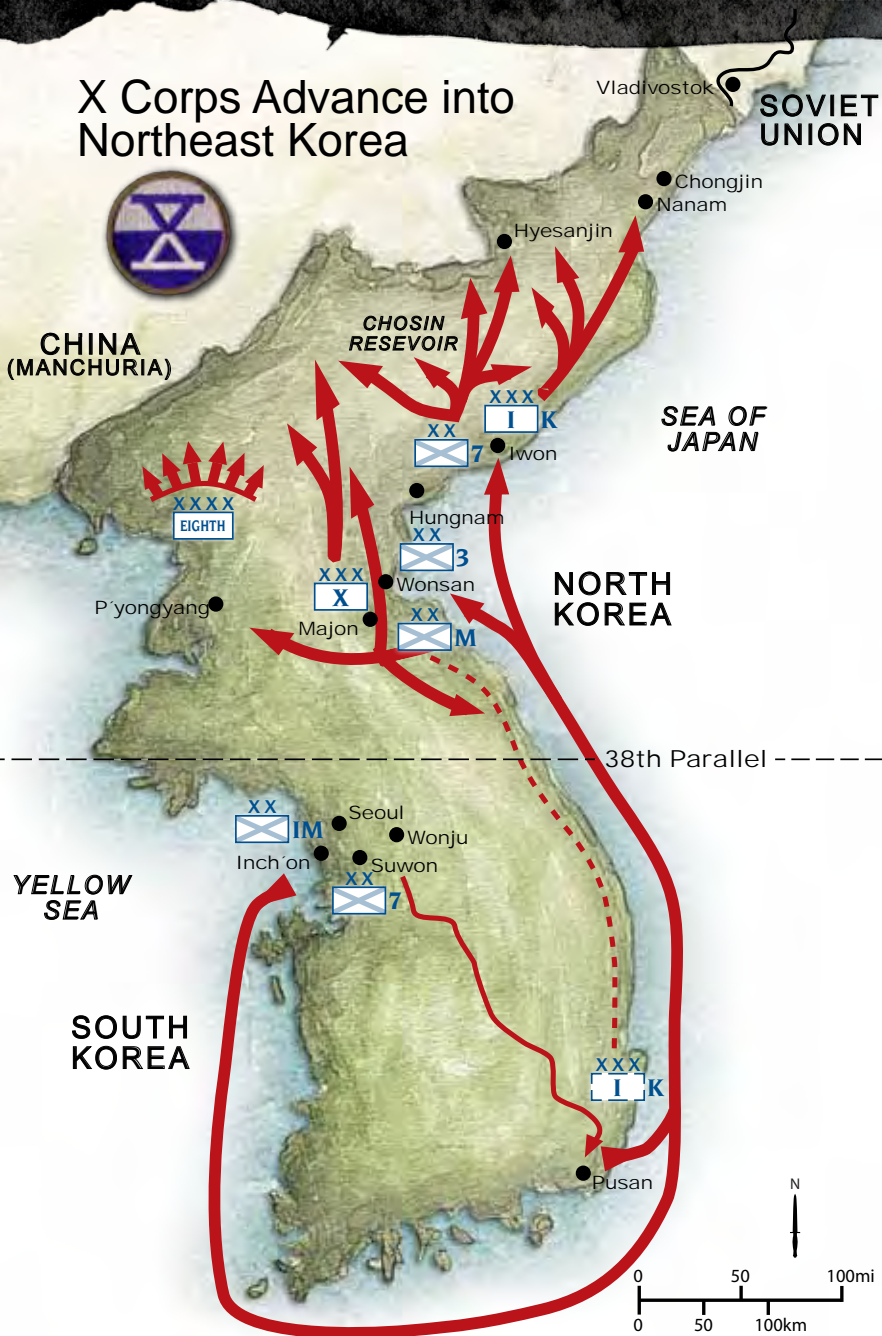 X Corps Advance into
Northeast Korea
X
Vladivostok
SOVIET
UNION
Chongjin
Nanam
Hyesanjin
CHOSIN
RESEVOIR
CHINA
(MANCHURIA)
XXX
I K
SEA OF
JAPAN
XX
7
Iwon
XXXX
EIGHTH
Hungnam
XX
3
XXX
X
Wonsan
NORTH
KOREA
P´yongyang
Majon
XX
M
38th Parallel
XX
IM
Seoul
Wonju
Inch´on
Suwon
XX
7
YELLOW
SEA
SOUTH
KOREA
XXX
I K
Pusan
N
0 50 100mi
0 50 100km